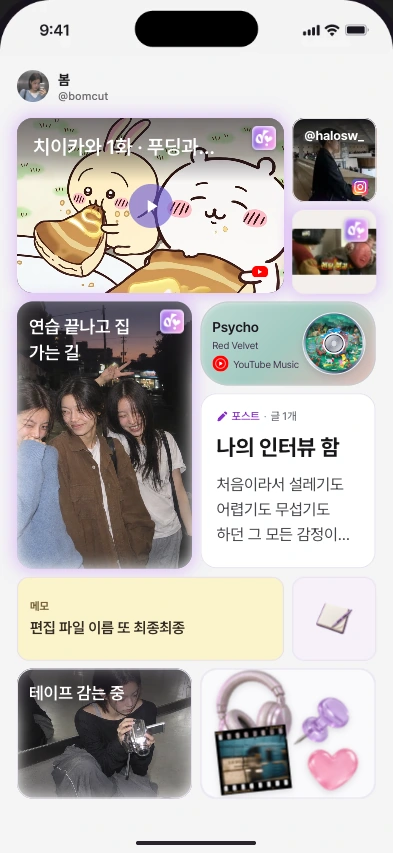 9:41
봄
@bomcut
치이카와 1화 · 푸딩과...
@halosw_
연습 끝나고 집
가는 길
Psycho
Red Velvet
YouTube Music
포스트 · 글 1개
나의 인터뷰 함
처음이라서 설레기도
어렵기도 무섭기도
하던 그 모든 감정이...
메모
편집 파일 이름 또 최종최종
테이프 감는 중